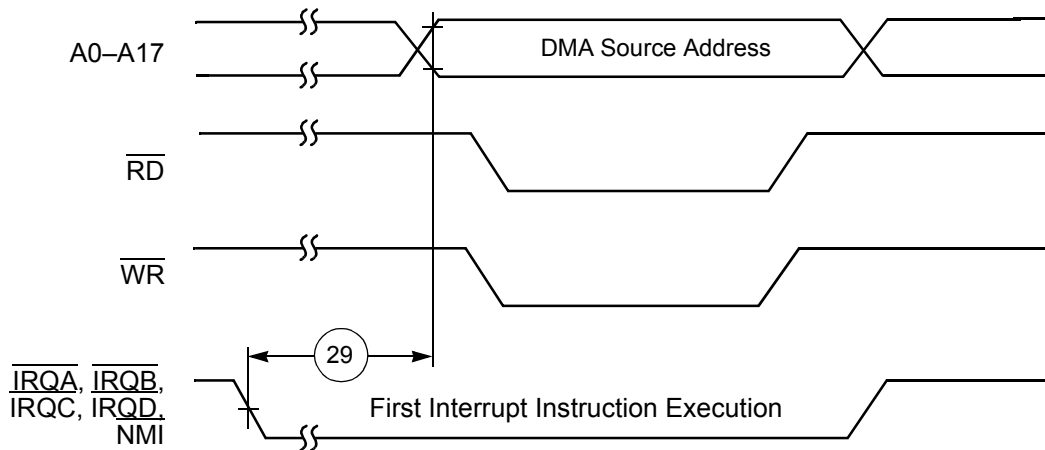 A0–A17
DMA Source Address
RD
WR
29
IRQA, IRQB,
IRQC, IRQD,
NMI
First Interrupt Instruction Execution